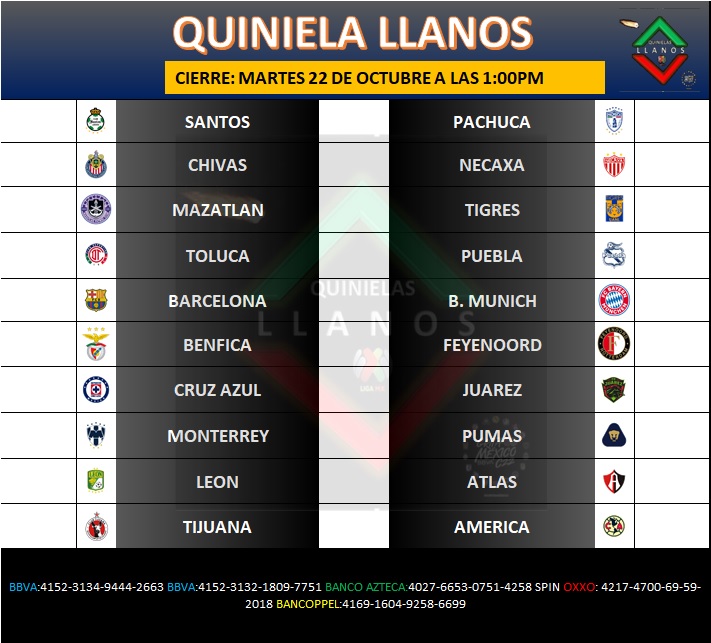 QUINIELA LLANOS
QUINIELAS
LLANOS
CIERRE: MARTES 22 DE OCTUBRE A LAS 1:00PM
SANTOS PACHUCA
CHIVAS NECAXA
MAZATLAN TIGRES
TOLUCA PUEBLA
QUINIELAS
BARCELONA B. MUNICH
LLANOS
BENFICA FEYENOORD
CRUZ AZUL JUAREZ
MONTERREY PUMAS
LEON ATLAS
TIJUANA AMERICA
BBVA:4152-3134-9444-2663 BBVA:4152-3132-1809-7751 BANCO AZTECA:4027-6653-0751-4258 SPIN OXXO: 4217-4700-69-59-
2018 BANCOPPEL:4169-1604-9258-6699